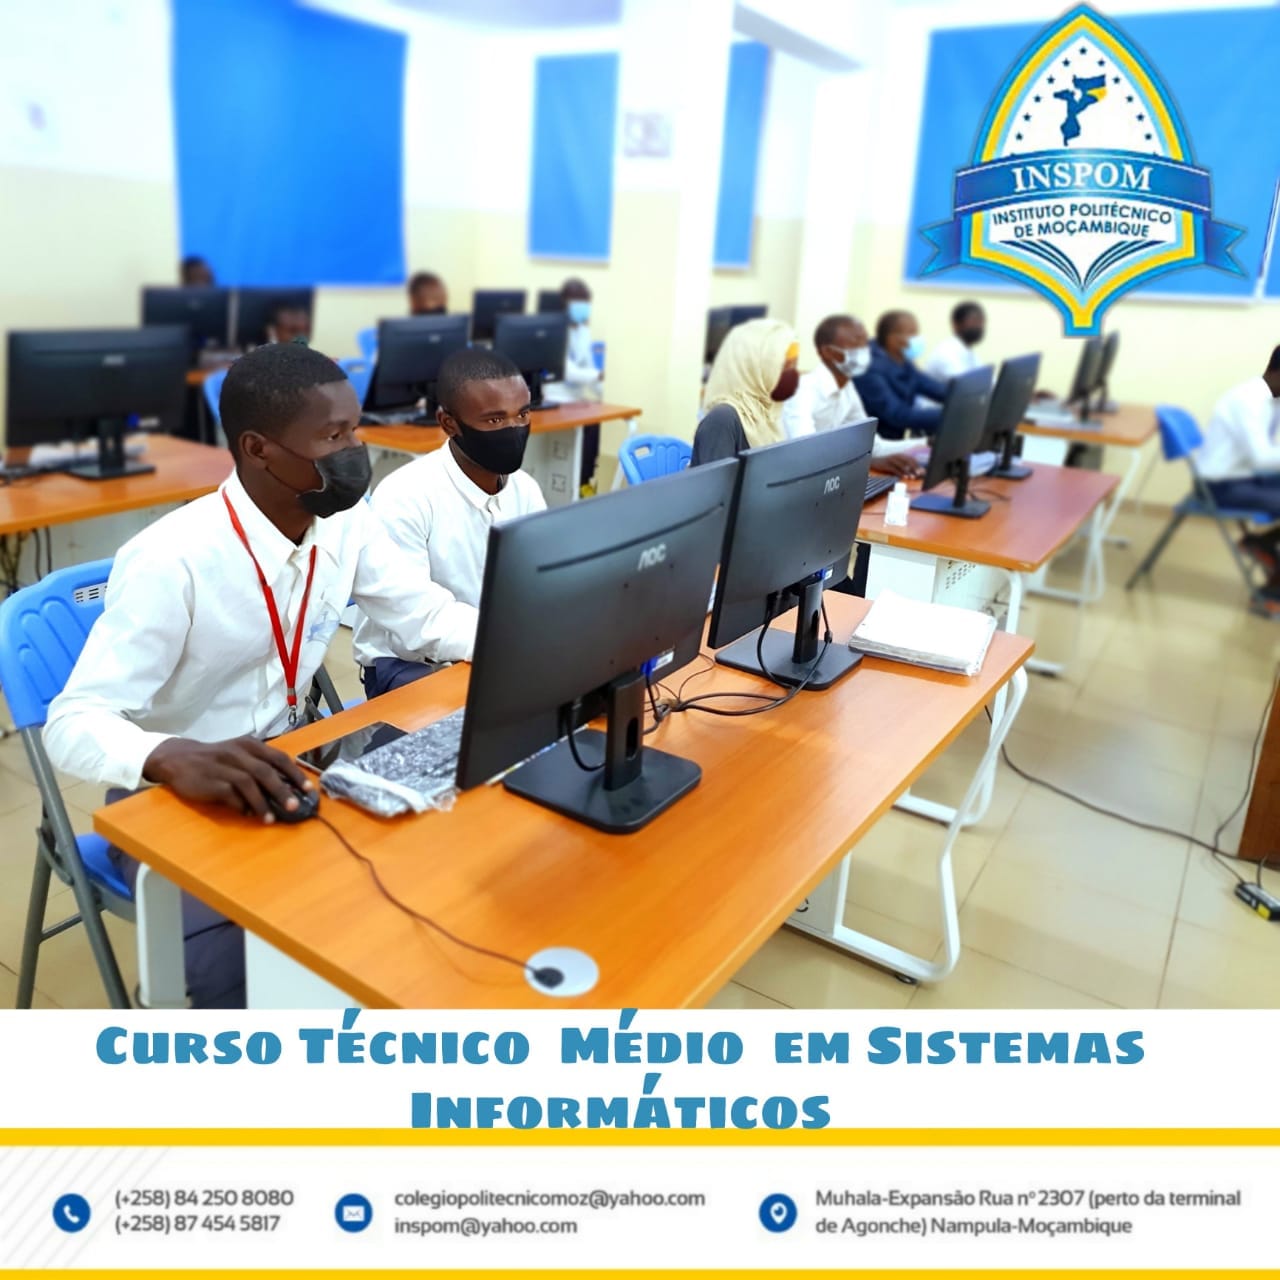 INSPOM
INSTITUTO POLITÉCNICO
DE MOÇAMBIQUE
AOC
AOC
Curso Técnico Médio em Sistemas
Informáticos
(+258) 84 250 8080
(+258) 87 454 5817
colegiopolitecnicomoz@yahoo.com
inspom@yahoo.com
Muhala-Expansão Rua nº 2307 (perto da terminal
de Agonche) Nampula-Moçambique